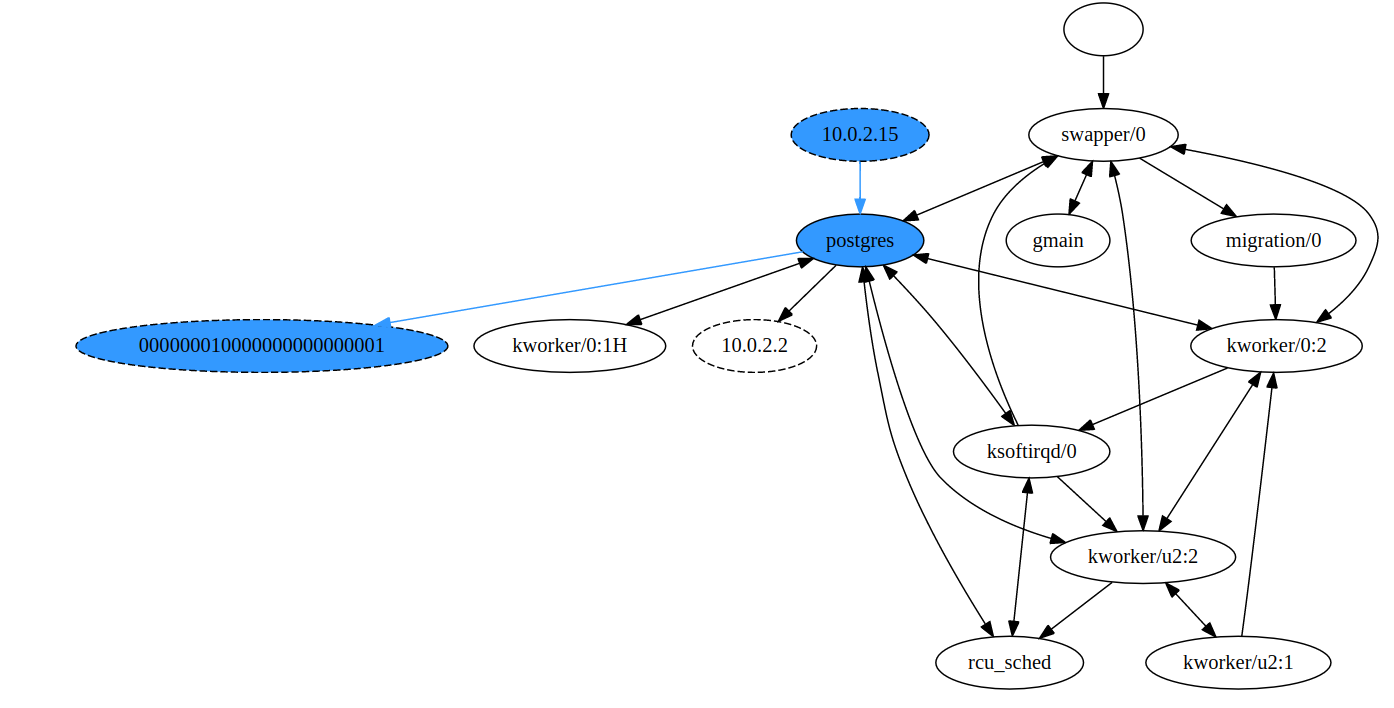 10.0.2.15
swapper/0
postgres
gmain
migration/0
000000010000000000000001
kworker/0:1H
10.0.2.2
kworker/0:2
ksoftirqd/0
kworker/u2:2
rcu_sched
kworker/u2:1